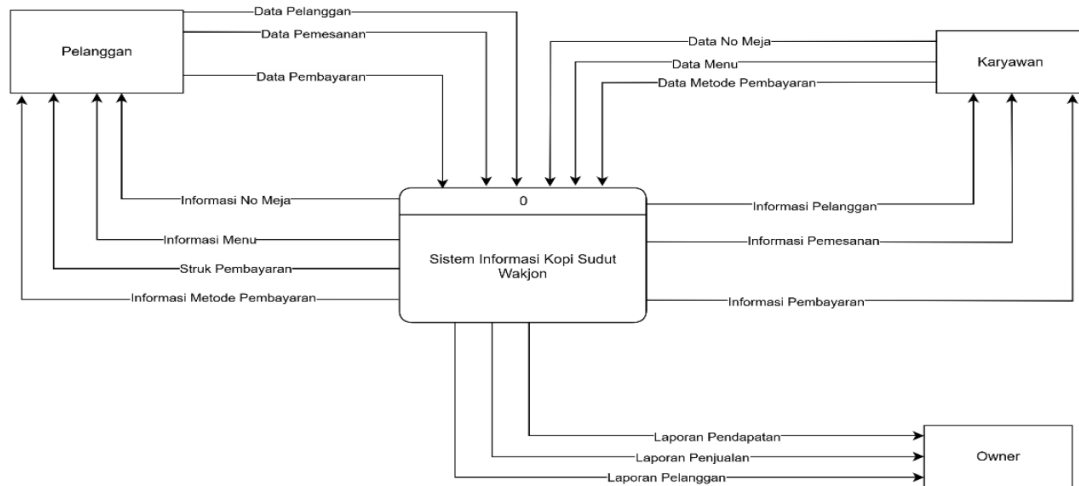 Pelanggan
Data Pelanggan
Data Pemesanan
Data Pembayaran
Data No Meja
Data Menu
Data Metode Pembayaran
Karyawan
Informasi No Meja
Informasi Menu
Struk Pembayaran
Informasi Metode Pembayaran
0
Sistem Informasi Kopi Sudut
Wakjon
Informasi Pelanggan
Informasi Pemesanan
Informasi Pembayaran
Laporan Pendapatan
Laporan Penjualan
Laporan Pelanggan
Owner